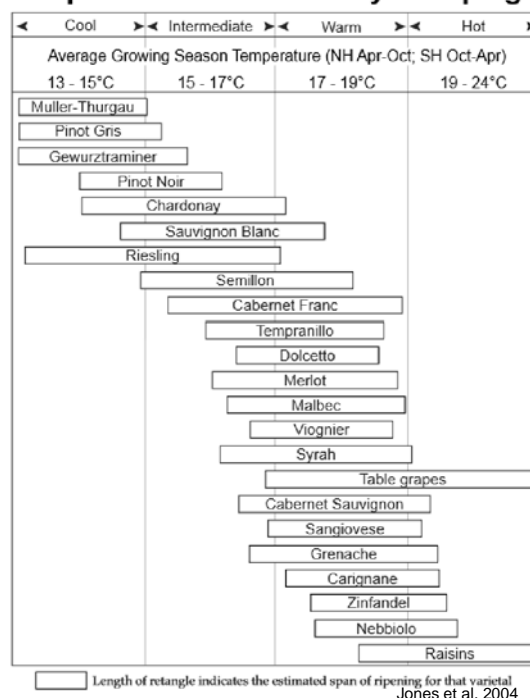 Cool Intermediate Warm Hot
Average Growing Season Temperature (NH Apr-Oct; SH Oct-Apr)
13 - 15°C 15 - 17°C 17 - 19°C 19 - 24°C
Muller-Thurgau
Pinot Gris
Gewurztraminer
Pinot Noir
Chardonay
Sauvignon Blanc
Riesling
Semillon
Cabernet Franc
Tempranillo
Dolcetto
Merlot
Malbec
Viognier
Syrah
Table grapes
Cabernet Sauvignon
Sangiovese
Grenache
Carignane
Zinfandel
Nebbiolo
Raisins
Length of retangle indicates the estimated span of ripening for that varietal
Jones et al. 2004